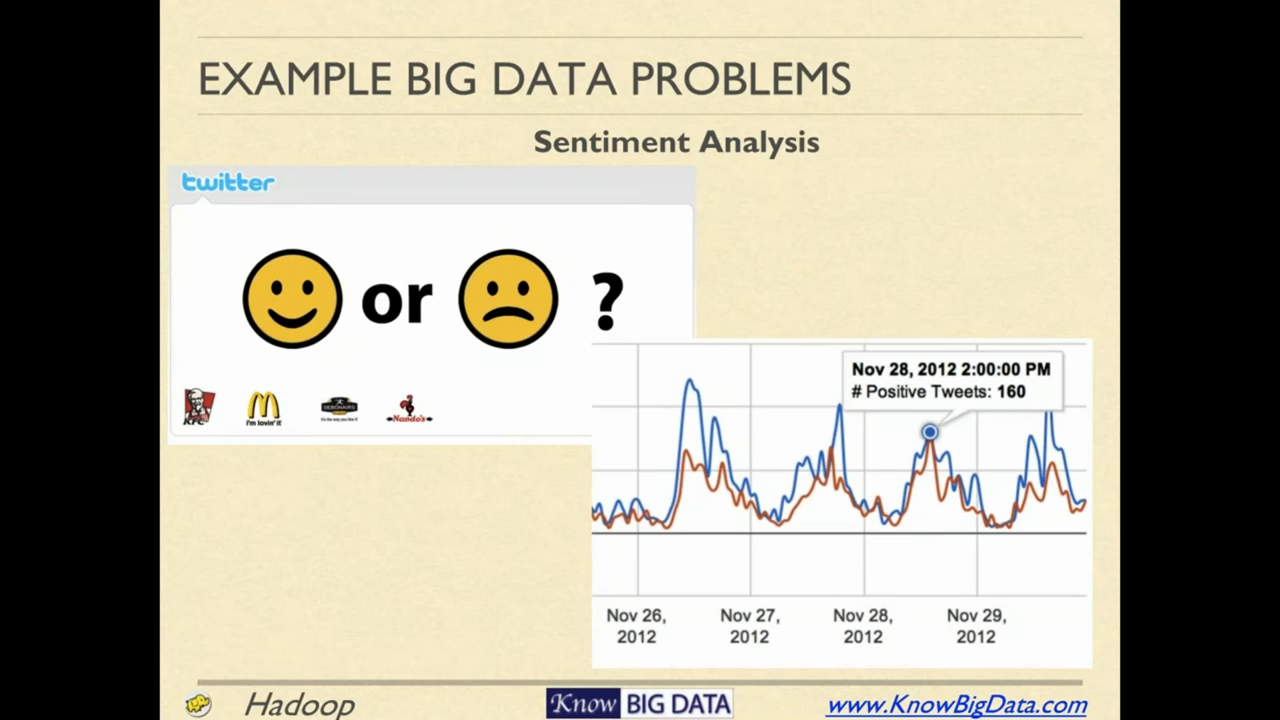 EXAMPLE BIG DATA PROBLEMS
Sentiment Analysis
twitter
or ?
KFC
i'm lovin' it
DEBONAIRS
Nando's
Nov 28, 2012 2:00:00 PM
# Positive Tweets: 160
Nov 26, 2012
Nov 27, 2012
Nov 28, 2012
Nov 29, 2012
Hadoop
Know BIG DATA
www.KnowBigData.com